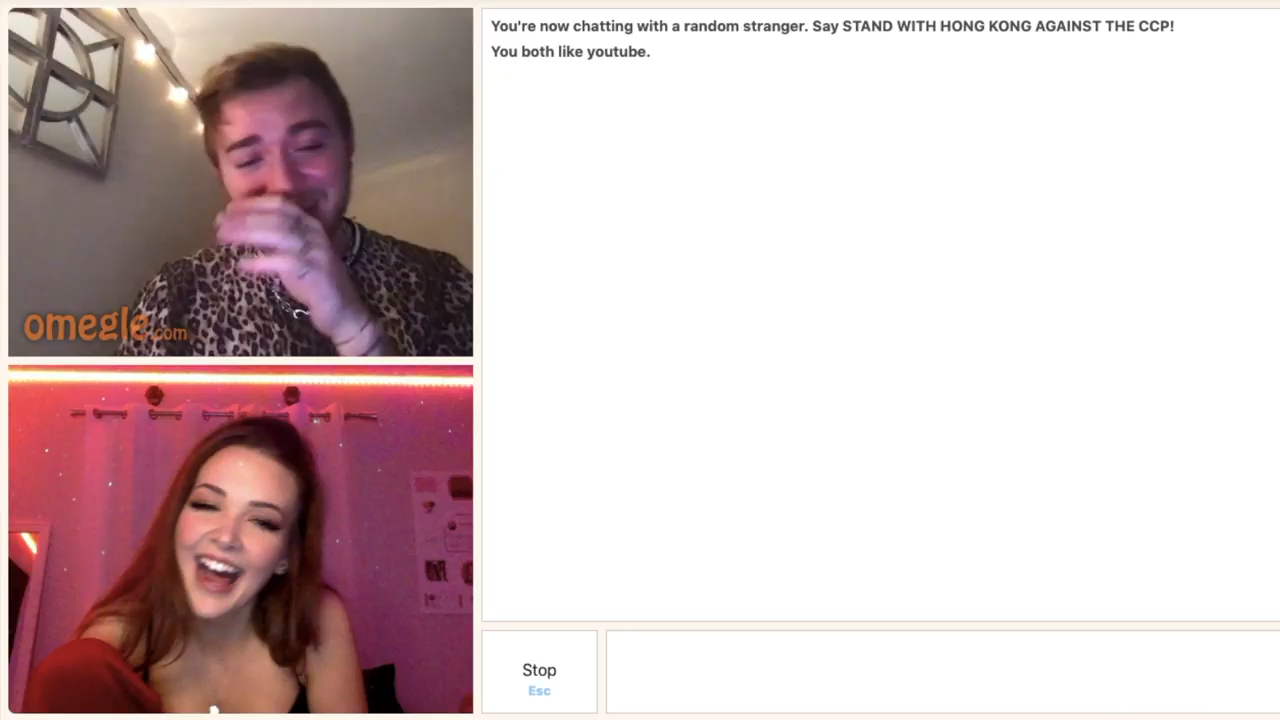 You're now chatting with a random stranger. Say STAND WITH HONG KONG AGAINST THE CCP!
You both like youtube.
omegle.com
Stop
Esc